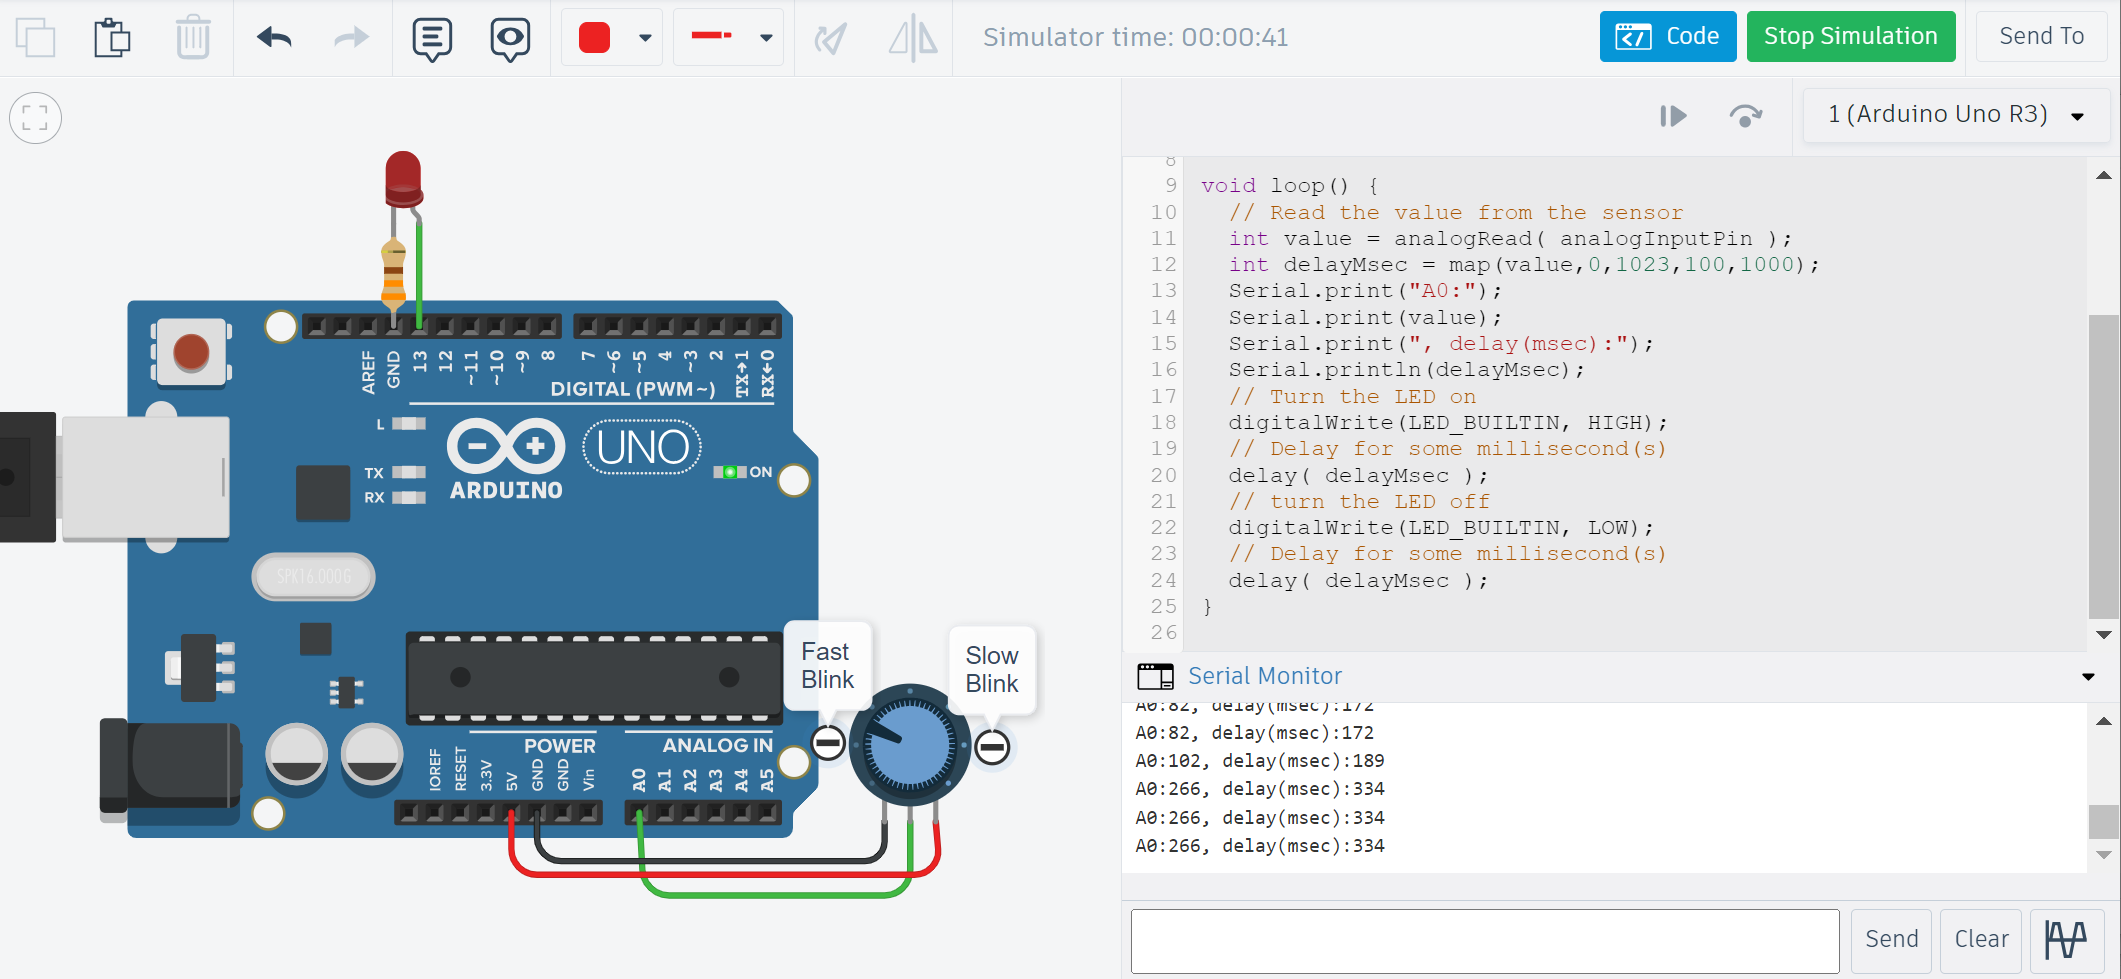 Simulator time: 00:00:41
Code
Stop Simulation
Send To
1 (Arduino Uno R3)
AREF
GND
13
12
~11
~10
~9
8
7
~6
~5
4
~3
2
TX→1
RX←0
DIGITAL (PWM~)
L
TX
RX
UNO
ARDUINO
ON
SPK16.000G
Fast
Blink
Slow
Blink
POWER
ANALOG IN
IOREF
RESET
3.3V
5V
GND
GND
Vin
A0
A1
A2
A3
A4
A5
8
9 void loop() {
10 // Read the value from the sensor
11 int value = analogRead( analogInputPin );
12 int delayMsec = map(value,0,1023,100,1000);
13 Serial.print("A0:");
14 Serial.print(value);
15 Serial.print(", delay(msec):");
16 Serial.println(delayMsec);
17 // Turn the LED on
18 digitalWrite(LED_BUILTIN, HIGH);
19 // Delay for some millisecond(s)
20 delay( delayMsec );
21 // turn the LED off
22 digitalWrite(LED_BUILTIN, LOW);
23 // Delay for some millisecond(s)
24 delay( delayMsec );
25 }
26
Serial Monitor
A0:82, delay(msec):172
A0:82, delay(msec):172
A0:102, delay(msec):189
A0:266, delay(msec):334
A0:266, delay(msec):334
A0:266, delay(msec):334
Send
Clear